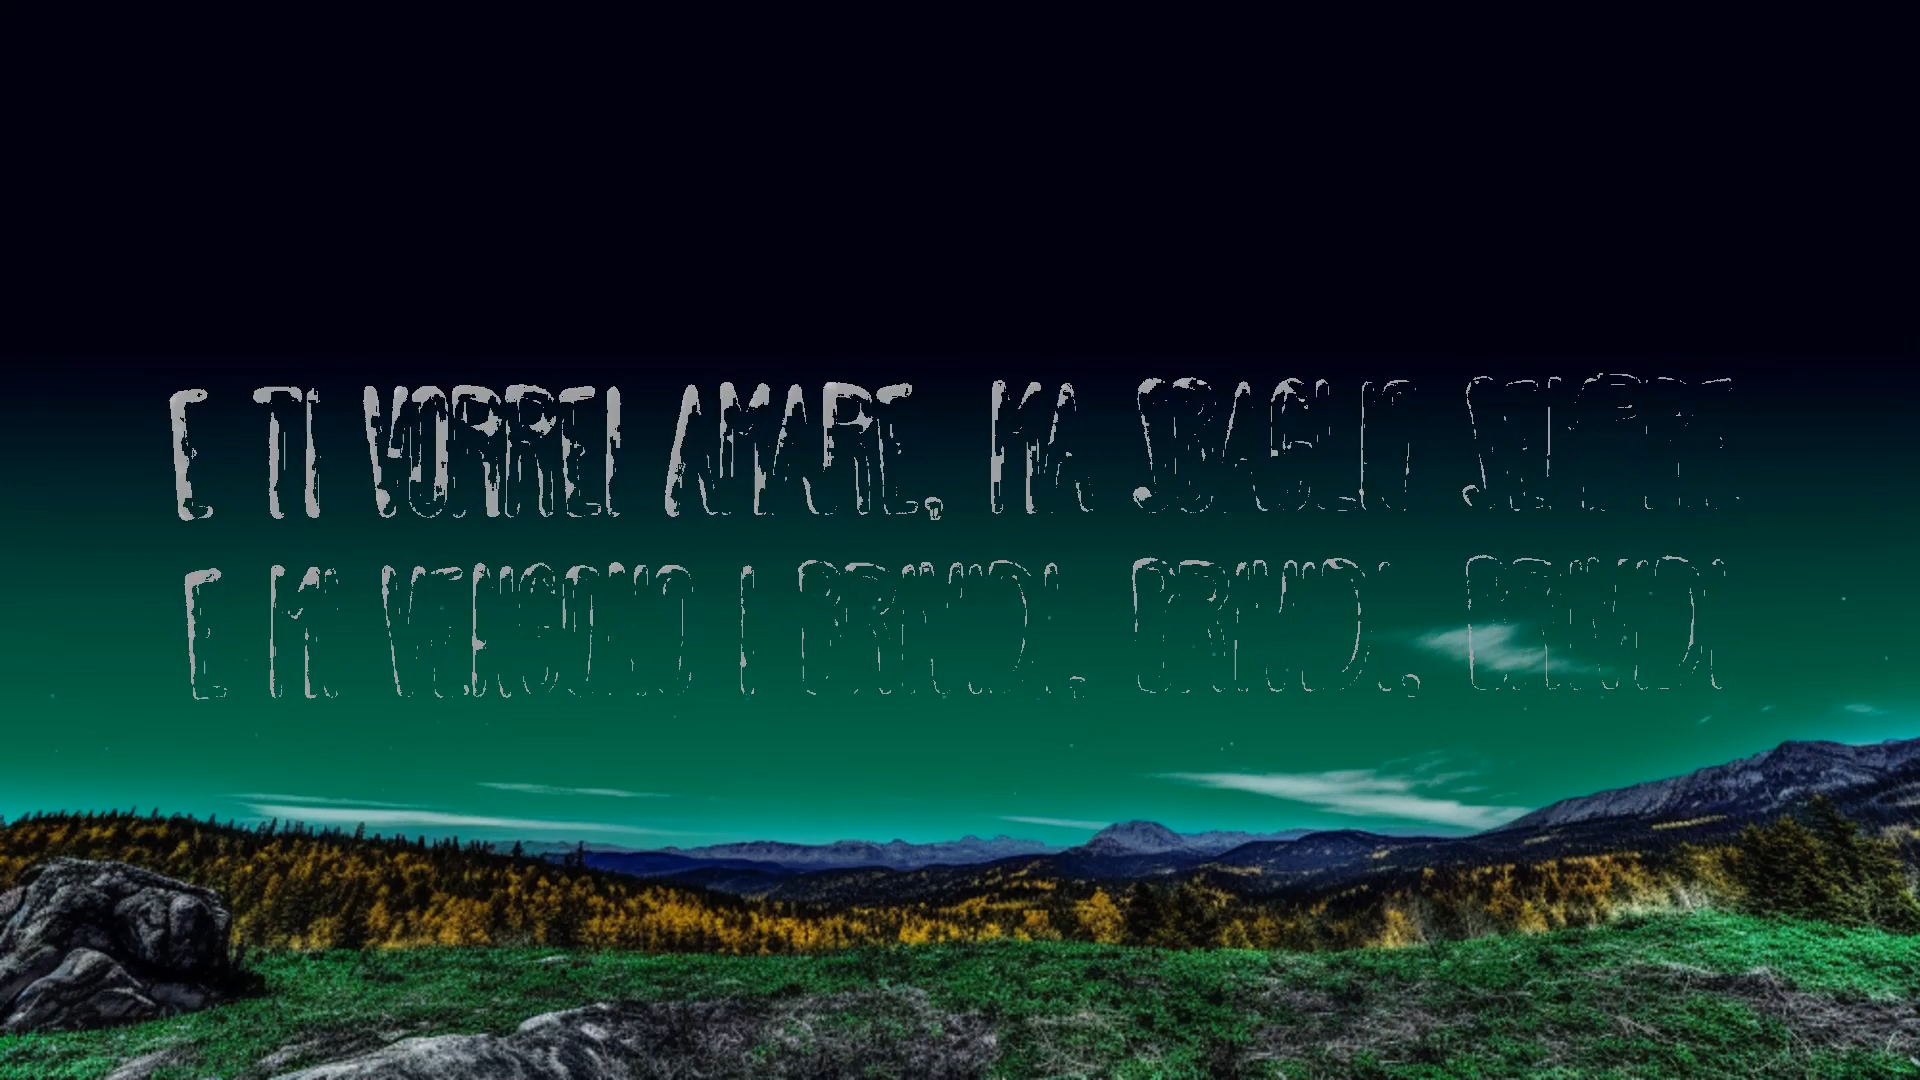 E TI VORREI AMARE, MA SBAGLIO SEMPRE
E MI VENGONO I BRIVIDI, BRIVIDI, BRIVIDI